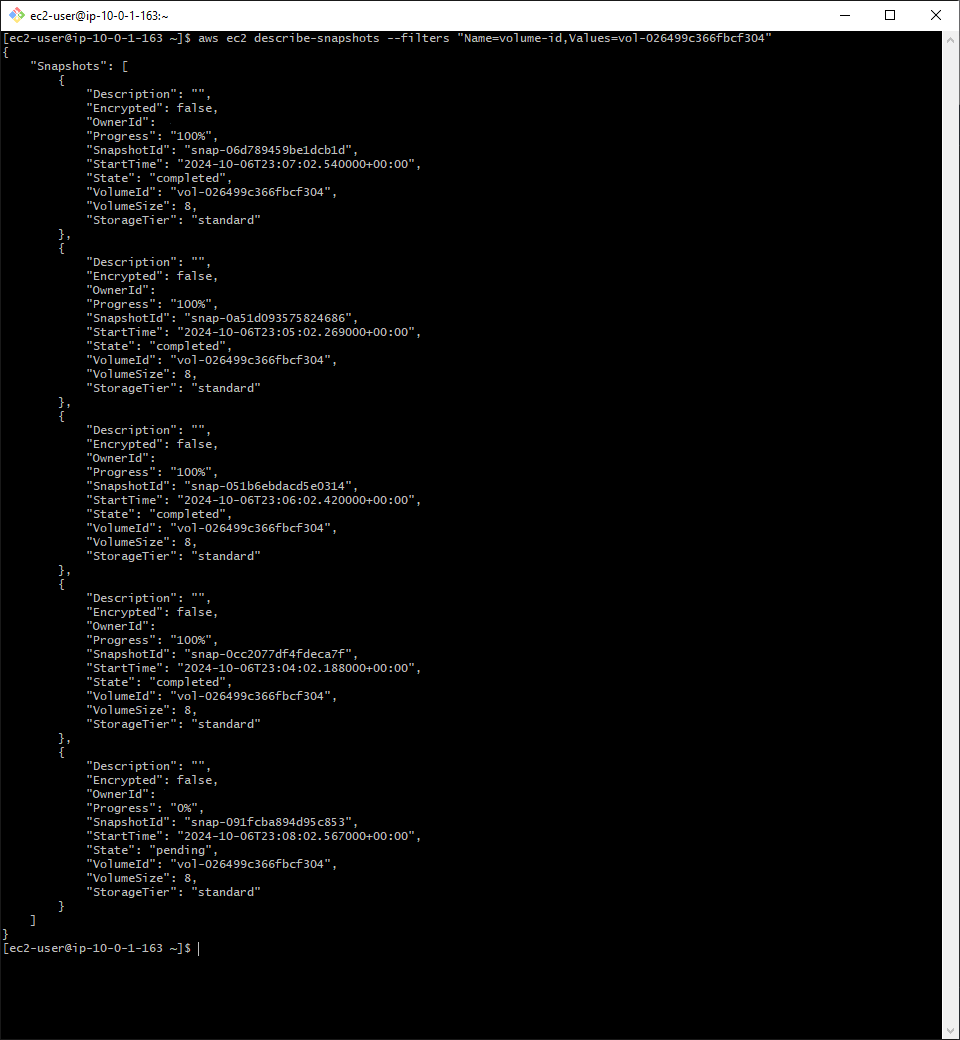 ec2-user@ip-10-0-1-163:~
[ec2-user@ip-10-0-1-163 ~]$ aws ec2 describe-snapshots --filters "Name=volume-id,Values=vol-026499c366fbcf304"
{
    "Snapshots": [
        {
            "Description": "",
            "Encrypted": false,
            "OwnerId":
            "Progress": "100%",
            "SnapshotId": "snap-06d789459be1dcb1d",
            "StartTime": "2024-10-06T23:07:02.540000+00:00",
            "State": "completed",
            "VolumeId": "vol-026499c366fbcf304",
            "VolumeSize": 8,
            "StorageTier": "standard"
        },
        {
            "Description": "",
            "Encrypted": false,
            "OwnerId":
            "Progress": "100%",
            "SnapshotId": "snap-0a51d093575824686",
            "StartTime": "2024-10-06T23:05:02.269000+00:00",
            "State": "completed",
            "VolumeId": "vol-026499c366fbcf304",
            "VolumeSize": 8,
            "StorageTier": "standard"
        },
        {
            "Description": "",
            "Encrypted": false,
            "OwnerId":
            "Progress": "100%",
            "SnapshotId": "snap-051b6ebdacd5e0314",
            "StartTime": "2024-10-06T23:06:02.420000+00:00",
            "State": "completed",
            "VolumeId": "vol-026499c366fbcf304",
            "VolumeSize": 8,
            "StorageTier": "standard"
        },
        {
            "Description": "",
            "Encrypted": false,
            "OwnerId":
            "Progress": "100%",
            "SnapshotId": "snap-0cc2077df4fdeca7f",
            "StartTime": "2024-10-06T23:04:02.188000+00:00",
            "State": "completed",
            "VolumeId": "vol-026499c366fbcf304",
            "VolumeSize": 8,
            "StorageTier": "standard"
        },
        {
            "Description": "",
            "Encrypted": false,
            "OwnerId":
            "Progress": "0%",
            "SnapshotId": "snap-091fcba894d95c853",
            "StartTime": "2024-10-06T23:08:02.567000+00:00",
            "State": "pending",
            "VolumeId": "vol-026499c366fbcf304",
            "VolumeSize": 8,
            "StorageTier": "standard"
        }
    ]
}
[ec2-user@ip-10-0-1-163 ~]$